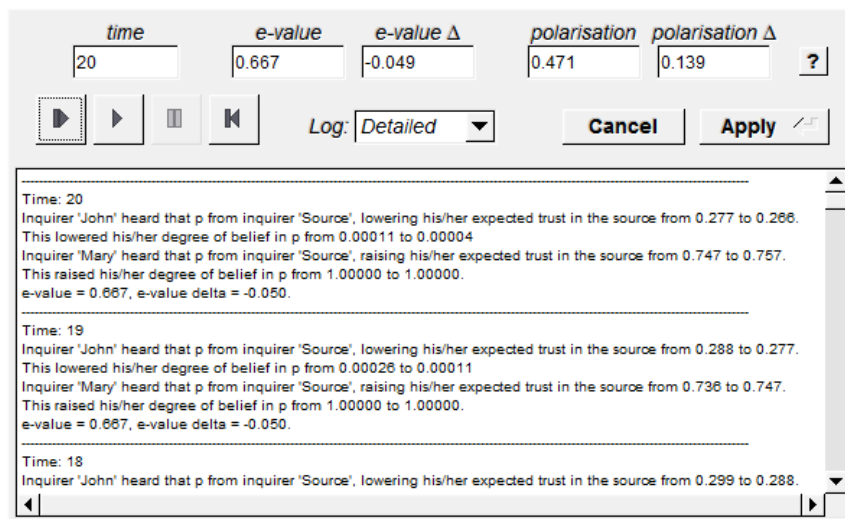 time e-value e-value Δ polarisation polarisation Δ
20 0.667 -0.049 0.471 0.139 ?
Log: Detailed Cancel Apply
Time: 20
Inquirer 'John' heard that p from inquirer 'Source', lowering his/her expected trust in the source from 0.277 to 0.266.
This lowered his/her degree of belief in p from 0.00011 to 0.00004
Inquirer 'Mary' heard that p from inquirer 'Source', raising his/her expected trust in the source from 0.747 to 0.757.
This raised his/her degree of belief in p from 1.00000 to 1.00000.
e-value = 0.667, e-value delta = -0.050.
Time: 19
Inquirer 'John' heard that p from inquirer 'Source', lowering his/her expected trust in the source from 0.288 to 0.277.
This lowered his/her degree of belief in p from 0.00026 to 0.00011
Inquirer 'Mary' heard that p from inquirer 'Source', raising his/her expected trust in the source from 0.736 to 0.747.
This raised his/her degree of belief in p from 1.00000 to 1.00000.
e-value = 0.667, e-value delta = -0.050.
Time: 18
Inquirer 'John' heard that p from inquirer 'Source', lowering his/her expected trust in the source from 0.299 to 0.288.